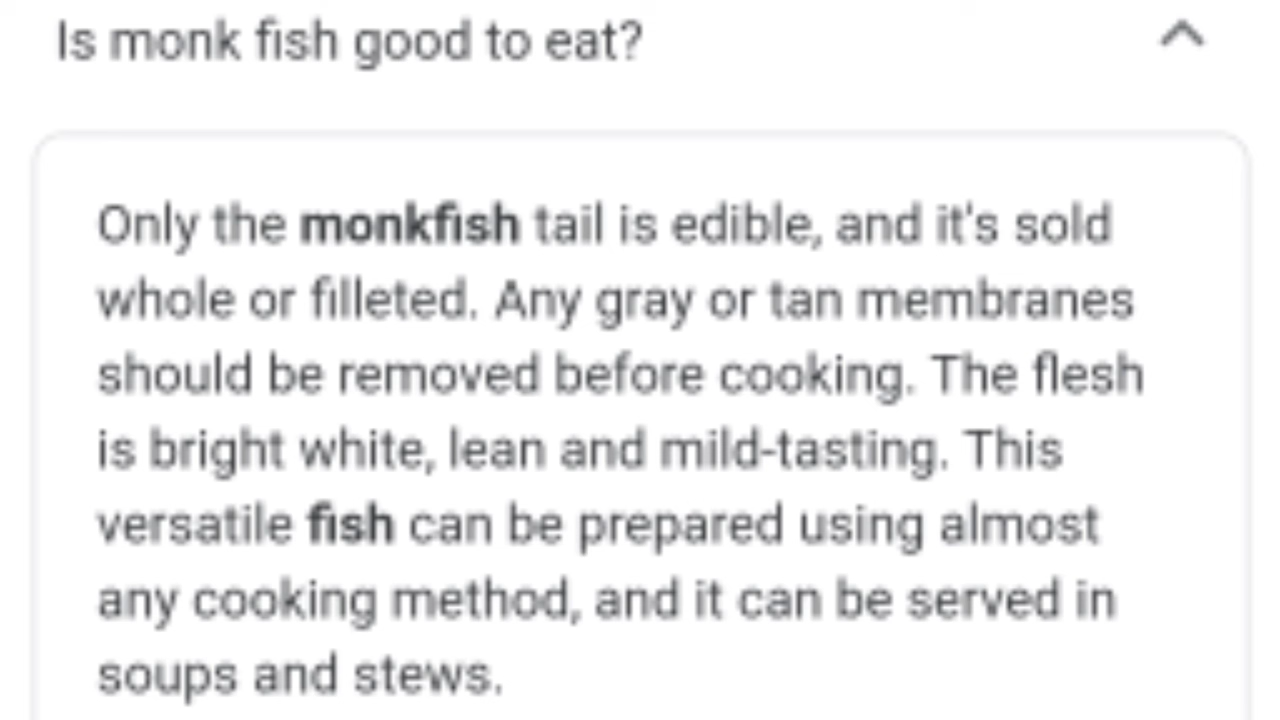 Is monk fish good to eat?
Only the monkfish tail is edible, and it's sold
whole or filleted. Any gray or tan membranes
should be removed before cooking. The flesh
is bright white, lean and mild-tasting. This
versatile fish can be prepared using almost
any cooking method, and it can be served in
soups and stews.